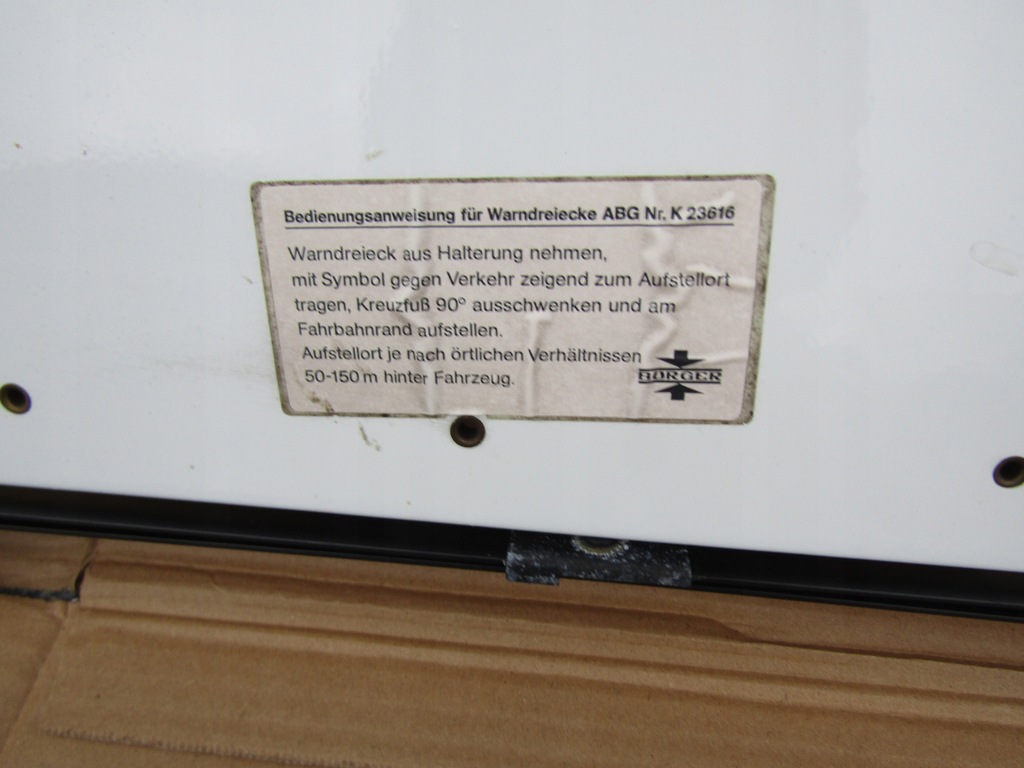 Bedienungsanweisung für Warndreiecke ABG Nr. K 23616
Warndreieck aus Halterung nehmen,
mit Symbol gegen Verkehr zeigend zum Aufstellort
tragen, Kreuzfuß 90° ausschwenken und am
Fahrbahnrand aufstellen.
Aufstellort je nach örtlichen Verhältnissen
50-150 m hinter Fahrzeug.
BÜRGER